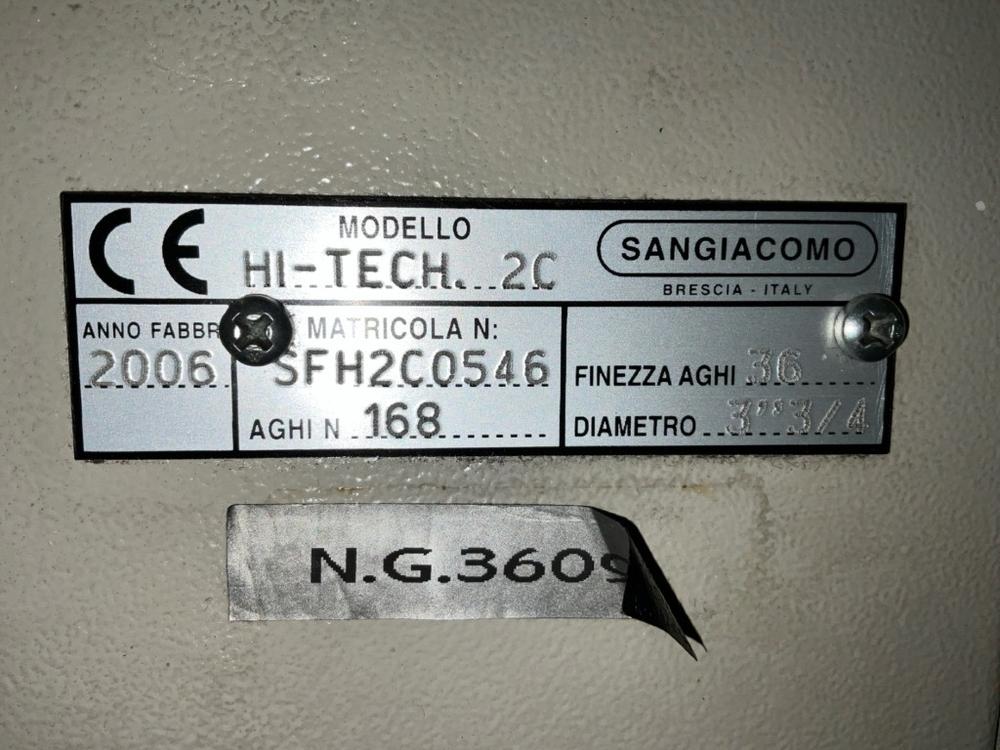 CE
MODELLO
HI-TECH. 2C
SANGIACOMO
BRESCIA - ITALY
ANNO FABBR
2006
MATRICOLA N:
SFH2C0546
AGHI N 168
FINEZZA AGHI 36
DIAMETRO 3"3/4
N.G.3609